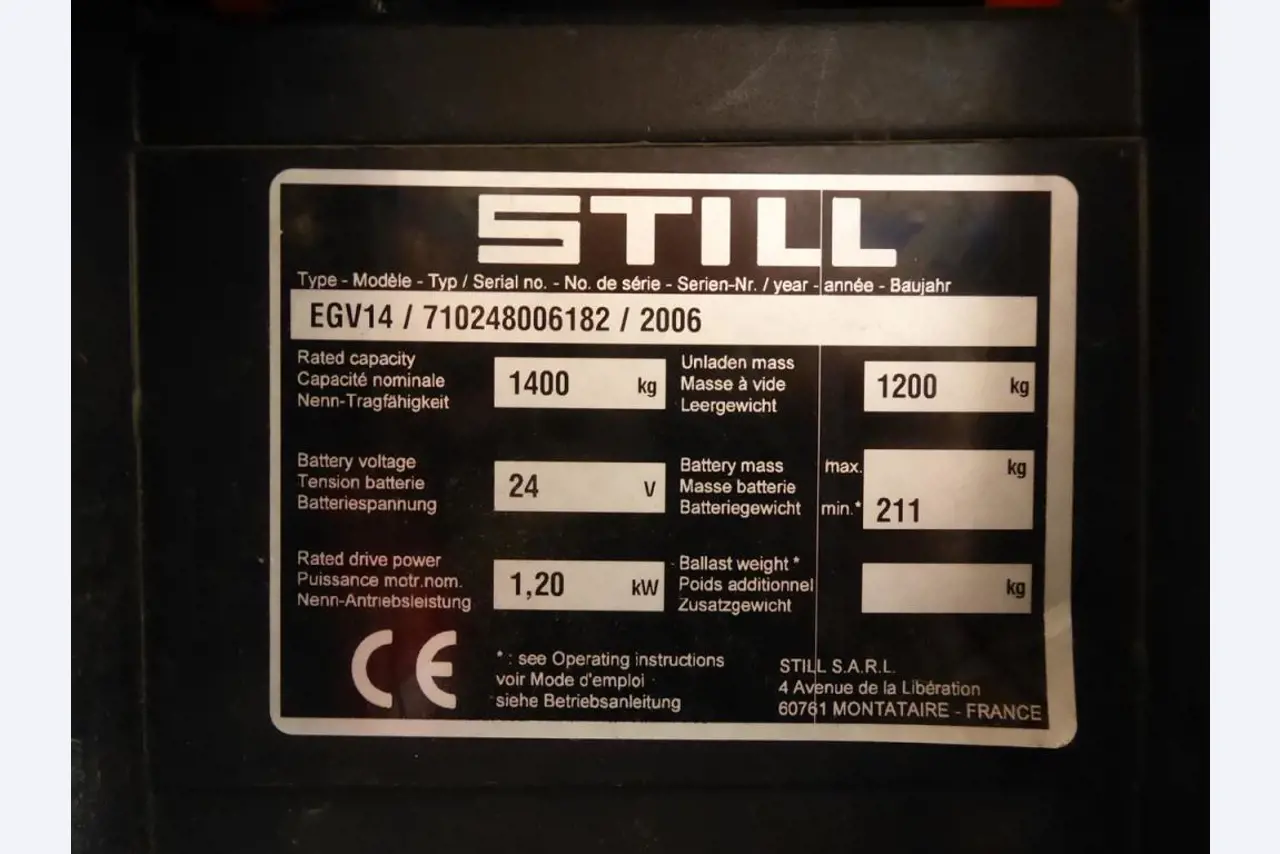 STILL
Type - Modèle - Typ / Serial no. - No. de série - Serien-Nr. / year - année - Baujahr
EGV14 / 710248006182 / 2006
Rated capacity
Capacité nominale
Nenn-Tragfähigkeit
1400 kg
Unladen mass
Masse à vide
Leergewicht
1200 kg
Battery voltage
Tension batterie
Batteriespannung
24 V
Battery mass
Masse batterie
Batteriegewicht
max. kg
min.* 211
Rated drive power
Puissance motr.nom.
Nenn-Antriebsleistung
1,20 kW
Ballast weight *
Poids additionnel
Zusatzgewicht
kg
CE
* : see Operating instructions
voir Mode d'emploi
siehe Betriebsanleitung
STILL S.A.R.L.
4 Avenue de la Libération
60761 MONTATAIRE - FRANCE